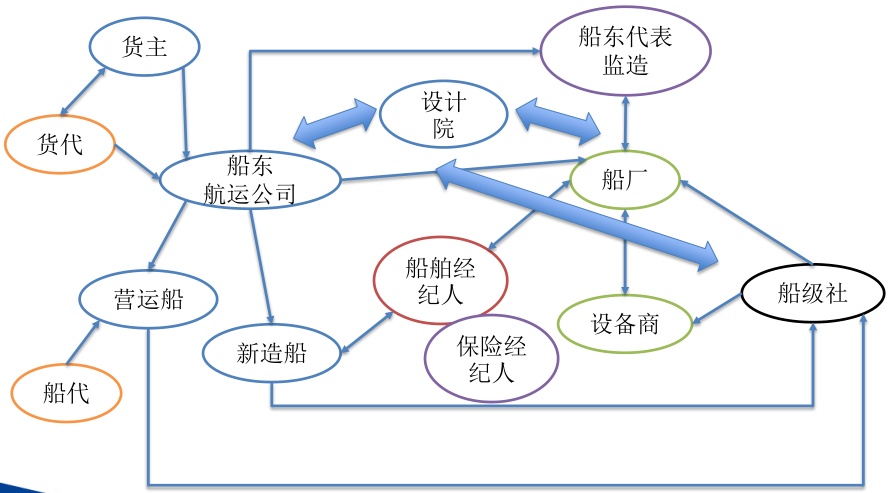 货主
船东代表
监造
设计
院
货代
船东
航运公司
船厂
船舶经
纪人
营运船
船级社
设备商
新造船
保险经
纪人
船代